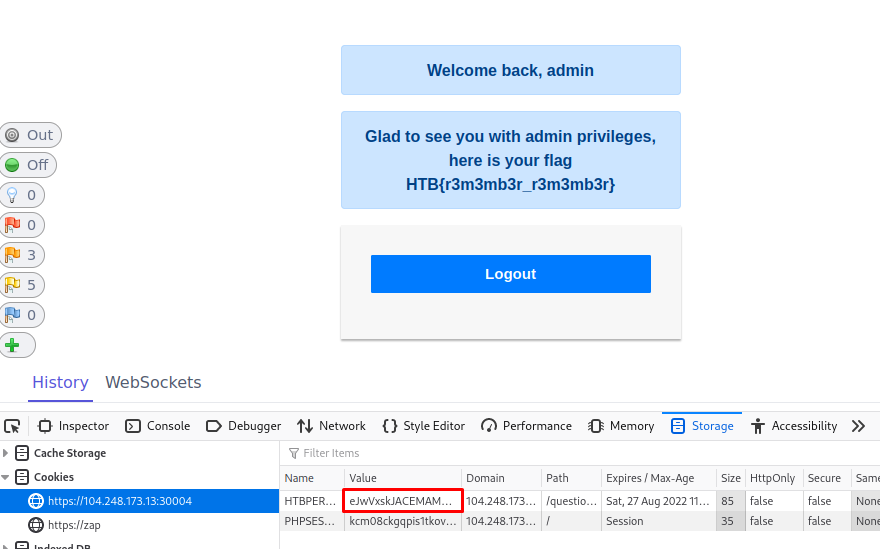 Welcome back, admin
Glad to see you with admin privileges,
here is your flag
HTB{r3m3mb3r_r3m3mb3r}
Logout
Out
Off
0
0
3
5
0
History WebSockets
Inspector Console Debugger Network Style Editor Performance Memory Storage Accessibility
Cache Storage
Cookies
https://104.248.173.13:30004
https://zap
Indexed DB
Filter Items
Name Value Domain Path Expires / Max-Age Size HttpOnly Secure Same
HTBPER... eJwVxskJACEMAM... 104.248.173... /questio... Sat, 27 Aug 2022 11... 85 false false None
PHPSES... kcm08ckgqpis1tkov... 104.248.173... / Session 35 false false None